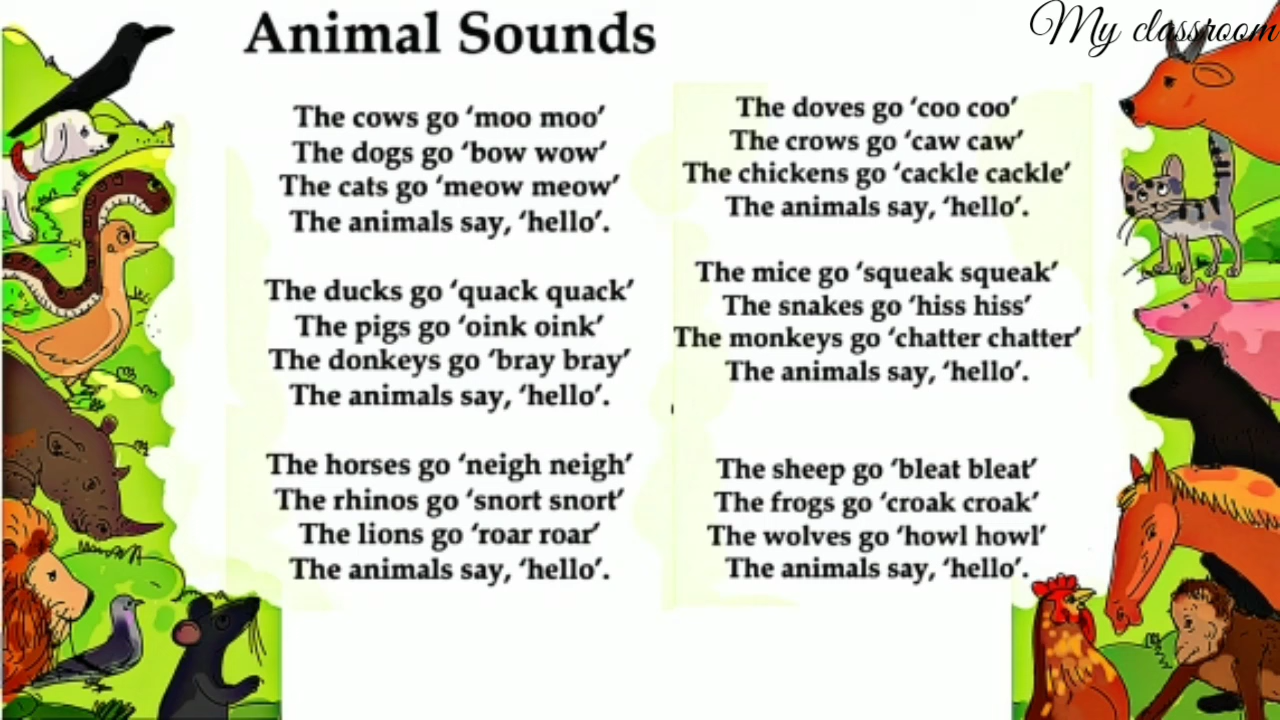 Animal Sounds
My classroom
The cows go ‘moo moo’
The dogs go ‘bow wow’
The cats go ‘meow meow’
The animals say, ‘hello’.
The ducks go ‘quack quack’
The pigs go ‘oink oink’
The donkeys go ‘bray bray’
The animals say, ‘hello’.
The horses go ‘neigh neigh’
The rhinos go ‘snort snort’
The lions go ‘roar roar’
The animals say, ‘hello’.
The doves go ‘coo coo’
The crows go ‘caw caw’
The chickens go ‘cackle cackle’
The animals say, ‘hello’.
The mice go ‘squeak squeak’
The snakes go ‘hiss hiss’
The monkeys go ‘chatter chatter’
The animals say, ‘hello’.
The sheep go ‘bleat bleat’
The frogs go ‘croak croak’
The wolves go ‘howl howl’
The animals say, ‘hello’.